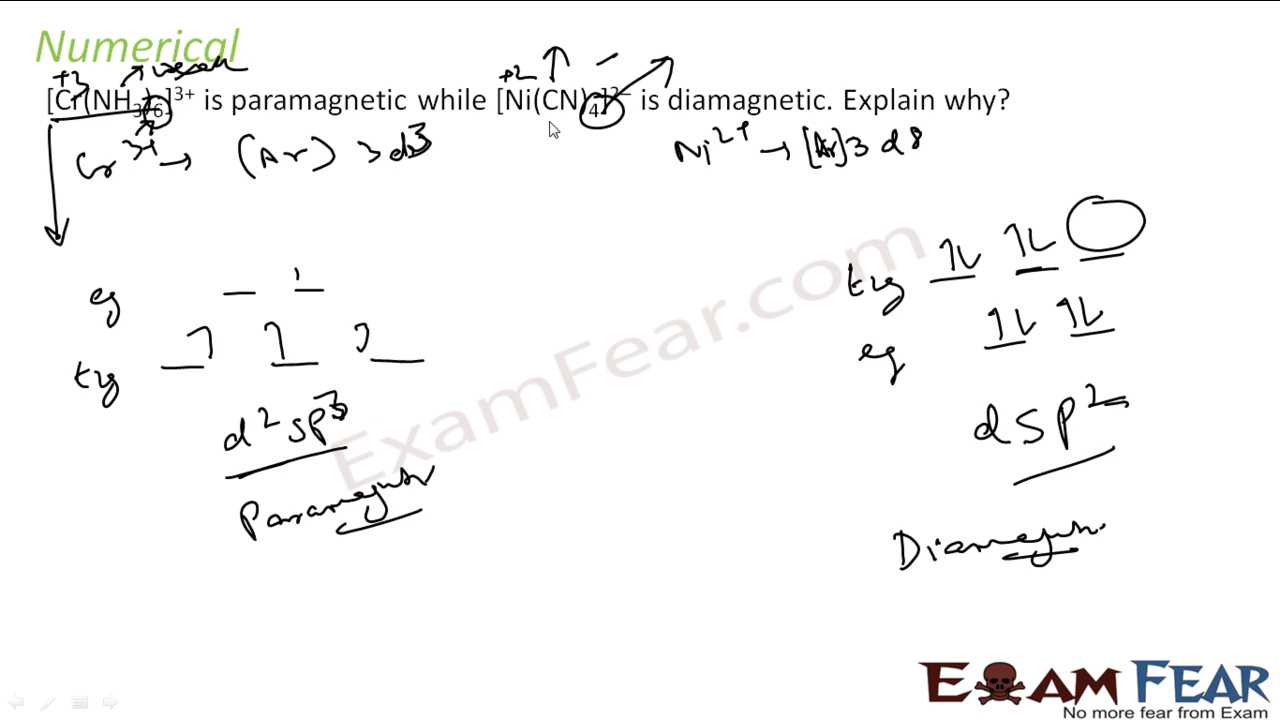 Numerical
+3 weak +2
[Cr(NH3)6]3+ is paramagnetic while [Ni(CN)4]2− is diamagnetic. Explain why?
Cr3+ → (Ar) 3d3 Ni2+ → [Ar]3d8
eg t2g
t2g eg
d2sp3 dsp2
Paramagnetic Diamagnetic
ExamFear.com
EXAM FEAR
No more fear from Exam